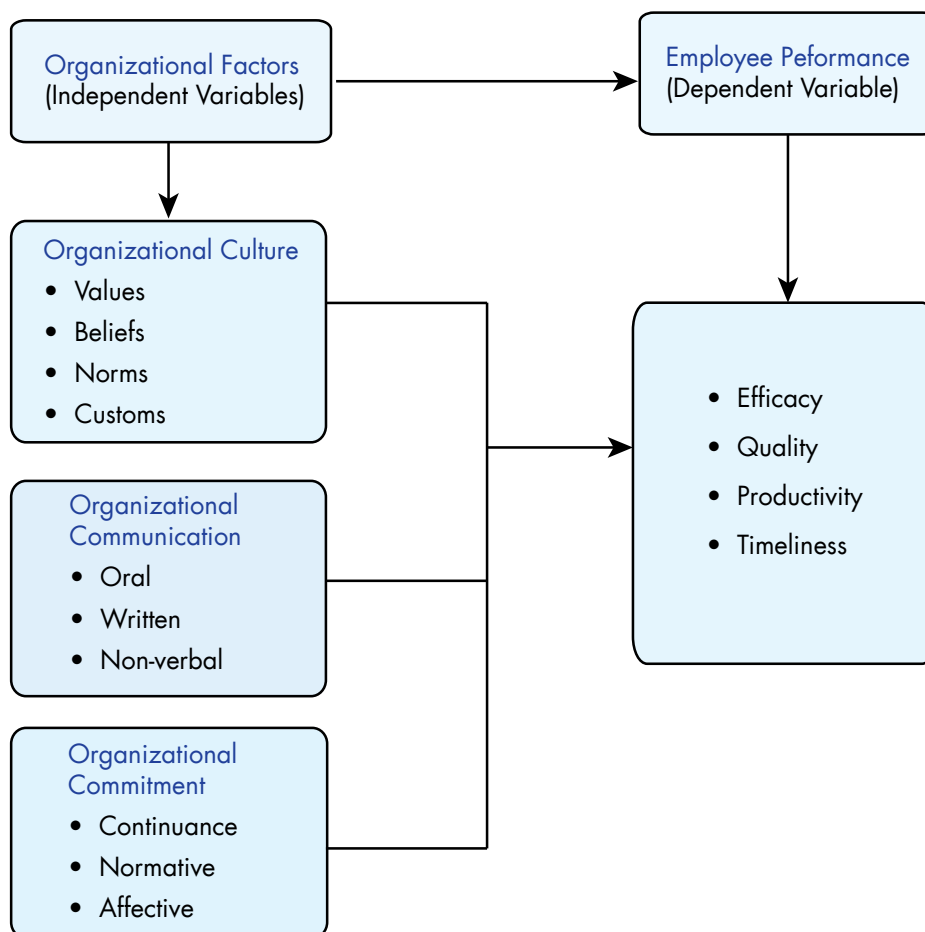 Organizational Factors
(Independent Variables)
Employee Peformance
(Dependent Variable)
Organizational Culture
• Values
• Beliefs
• Norms
• Customs
Organizational
Communication
• Oral
• Written
• Non-verbal
Organizational
Commitment
• Continuance
• Normative
• Affective
• Efficacy
• Quality
• Productivity
• Timeliness